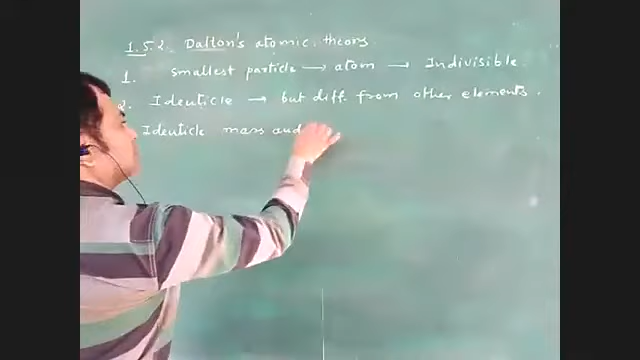 1.5.2. Dalton's atomic theory
1. Smallest particle → atom → Indivisible
2. Identicle → but diff. from other elements.
Identicle mass and